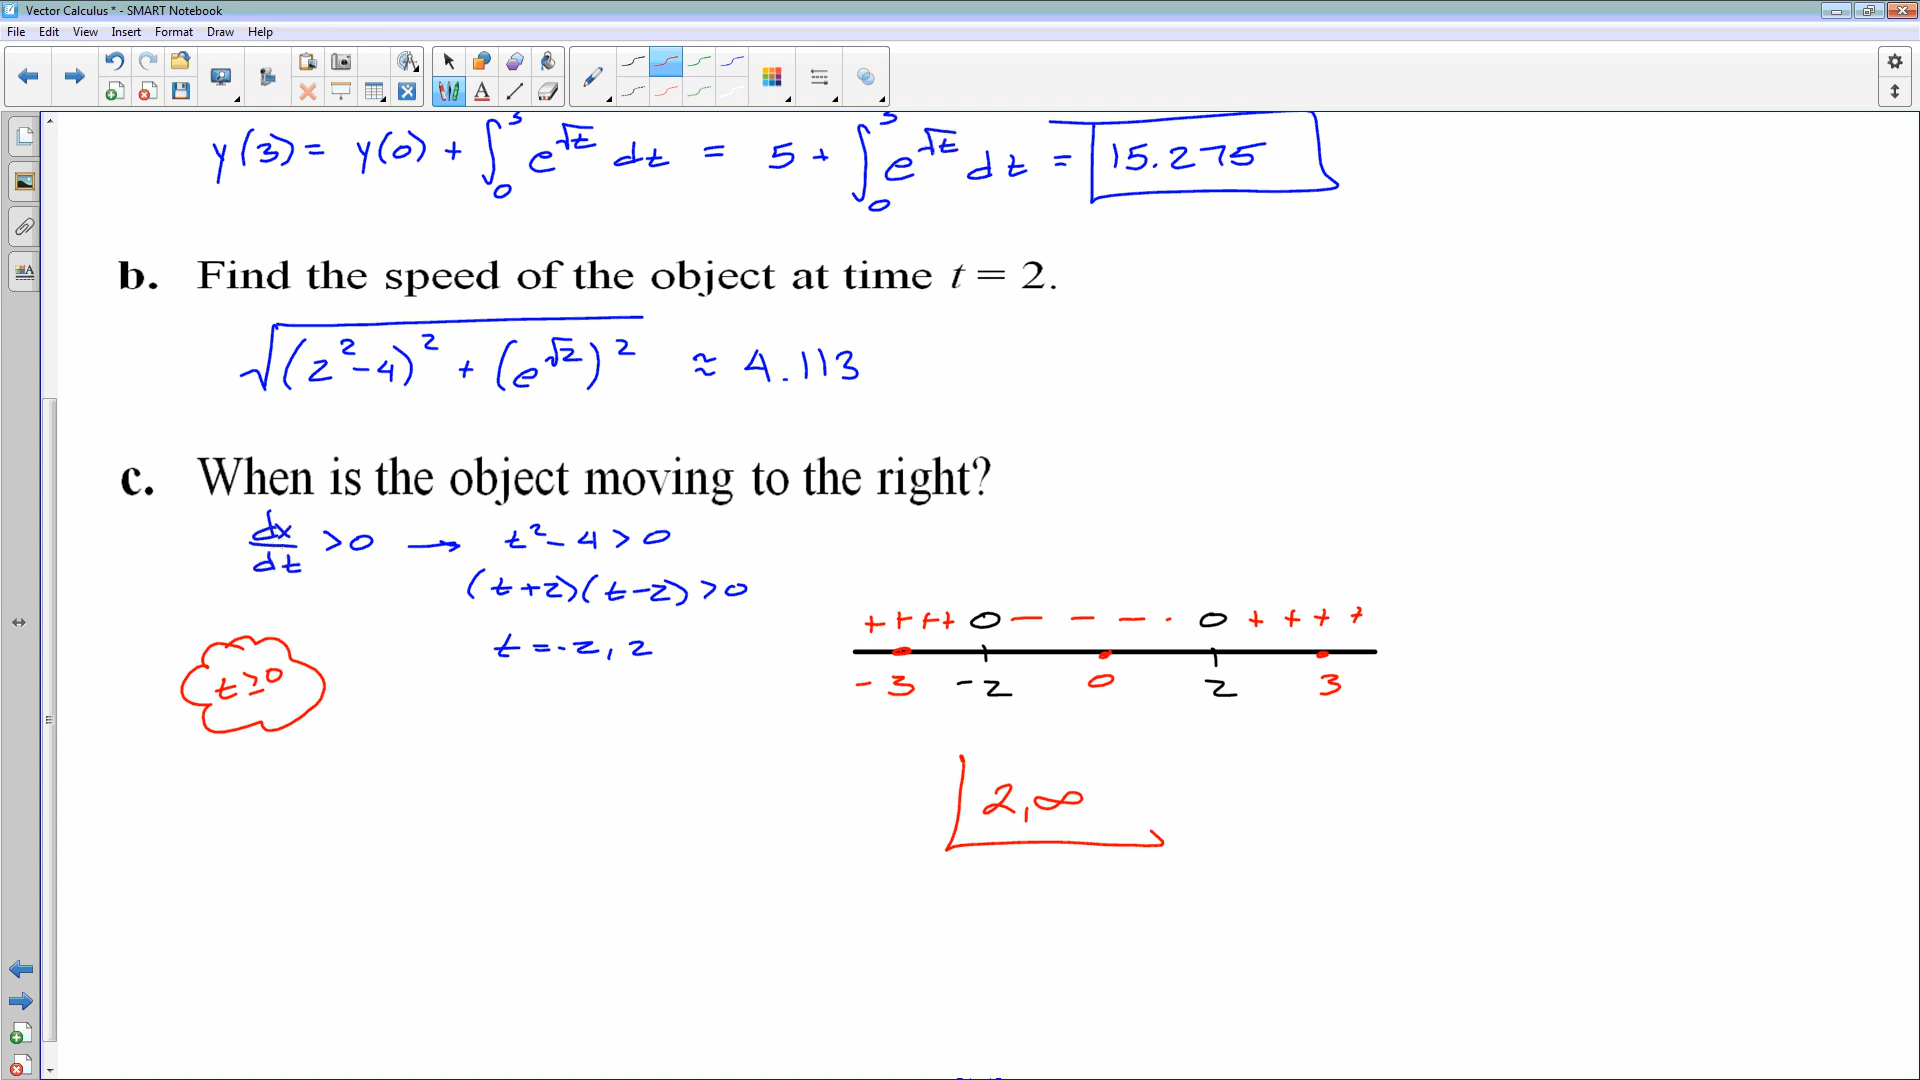 Vector Calculus * - SMART Notebook
File Edit View Insert Format Draw Help
y(3) = y(0) + ∫₀³ e^√t dt = 5 + ∫₀³ e^√t dt = 15.275
b. Find the speed of the object at time t = 2.
√((2²-4)² + (e^√2)²) ≈ 4.113
c. When is the object moving to the right?
dx/dt > 0 → t² - 4 > 0
(t+2)(t-2) > 0
t = -2, 2
t ≥ 0
+ + + + 0 - - - - 0 + + + +
-3 -2 0 2 3
2, ∞